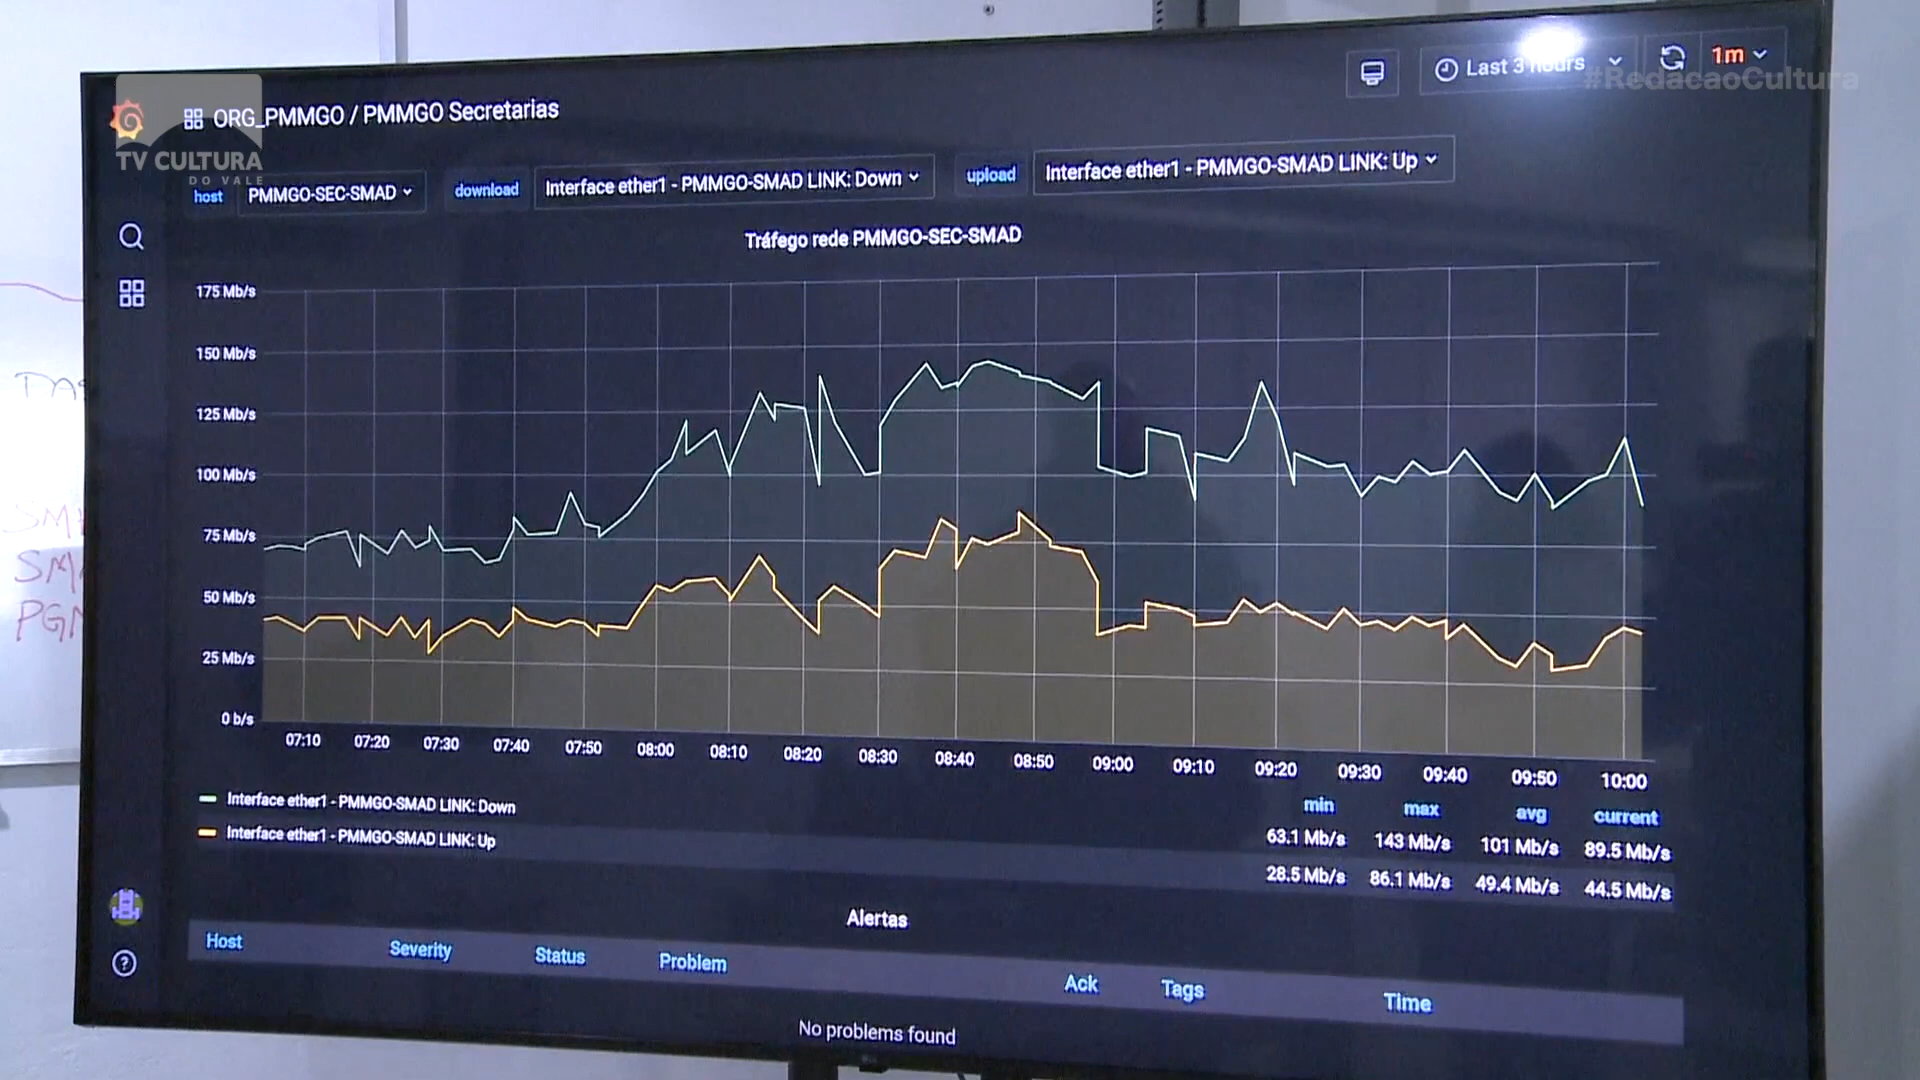 TV CULTURA
DO VALE
#RedacaoCultura
ORG_PMMGO / PMMGO Secretarias
Last 3 hours
1m
host
PMMGO-SEC-SMAD
download
Interface ether1 - PMMGO-SMAD LINK: Down
upload
Interface ether1 - PMMGO-SMAD LINK: Up
Tráfego rede PMMGO-SEC-SMAD
175 Mb/s
150 Mb/s
125 Mb/s
100 Mb/s
75 Mb/s
50 Mb/s
25 Mb/s
0 b/s
07:10 07:20 07:30 07:40 07:50 08:00 08:10 08:20 08:30 08:40 08:50 09:00 09:10 09:20 09:30 09:40 09:50 10:00
min max avg current
Interface ether1 - PMMGO-SMAD LINK: Down 63.1 Mb/s 143 Mb/s 101 Mb/s 89.5 Mb/s
Interface ether1 - PMMGO-SMAD LINK: Up 28.5 Mb/s 86.1 Mb/s 49.4 Mb/s 44.5 Mb/s
Alertas
Host Severity Status Problem Ack Tags Time
No problems found